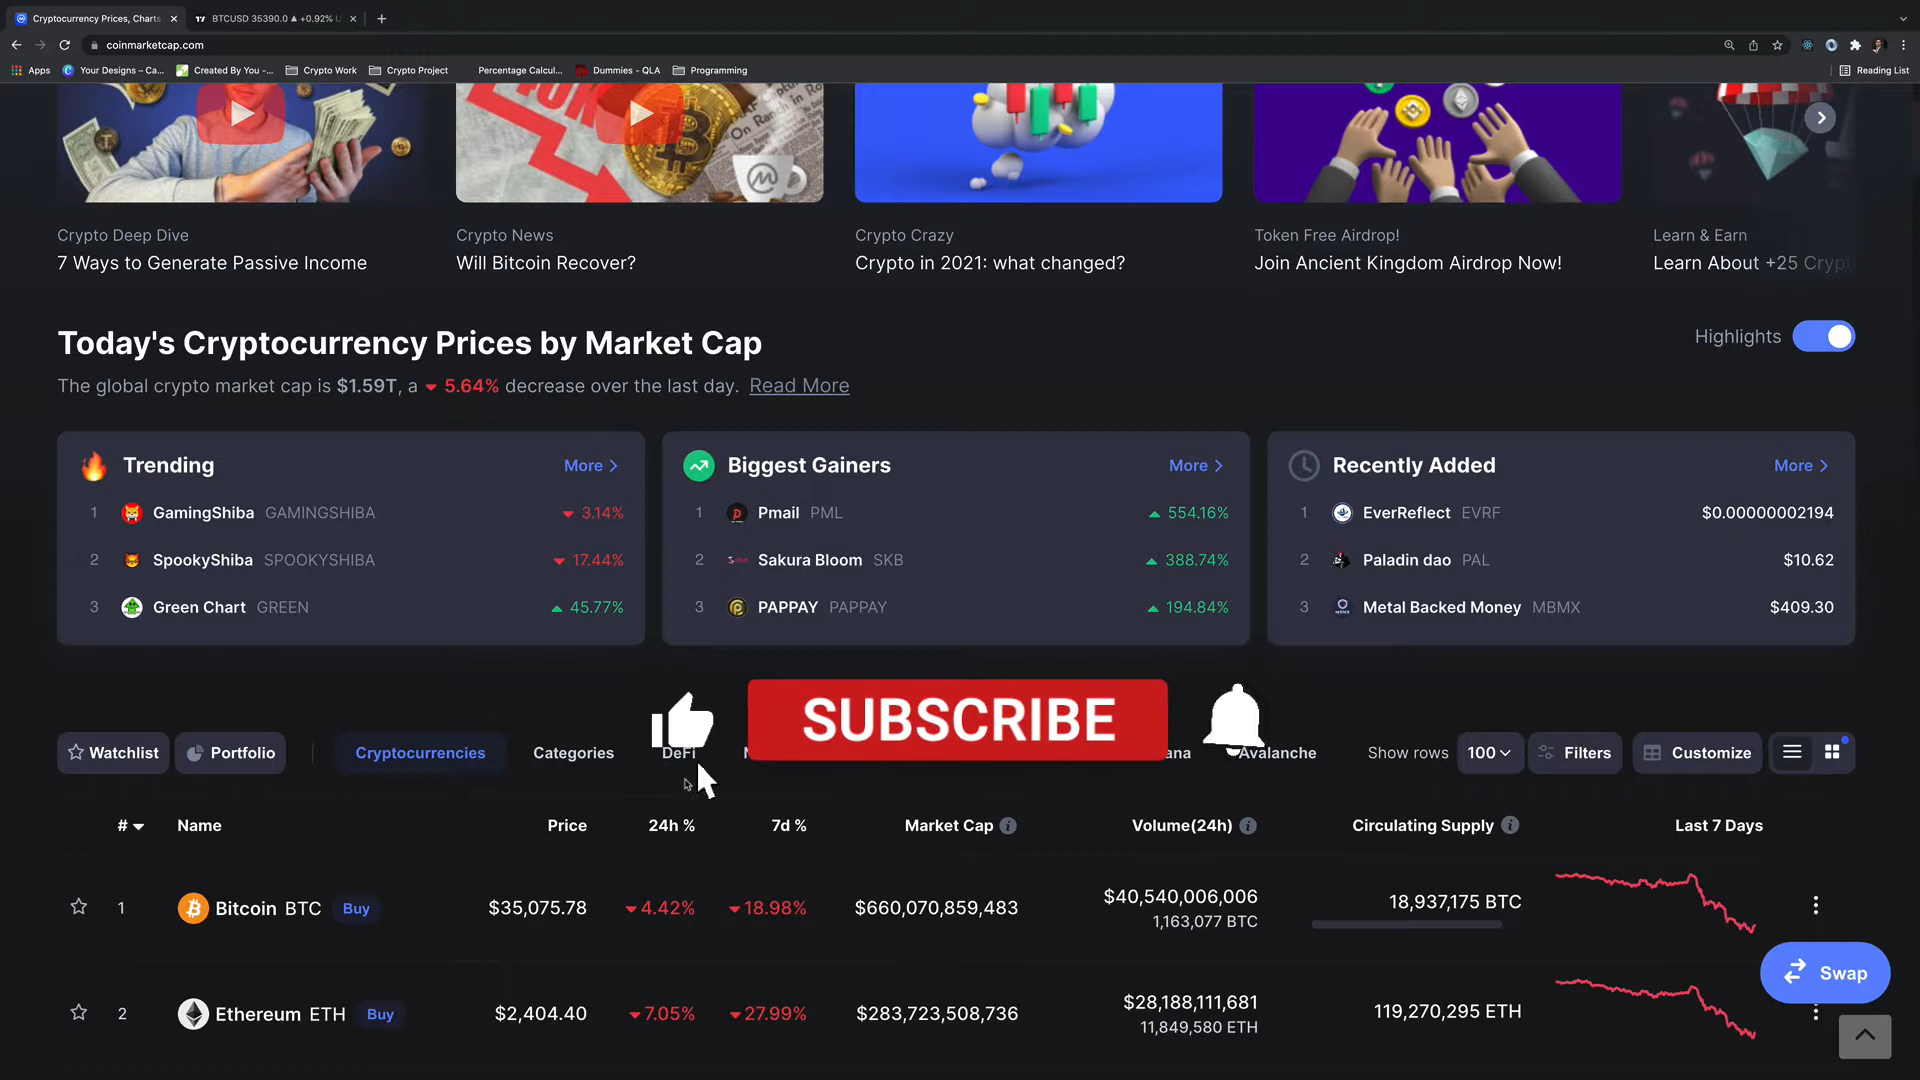 Cryptocurrency Prices, Charts
BTCUSD 35390.0 ▲ +0.92% U
coinmarketcap.com
Apps
Your Designs – Ca...
Created By You -...
Crypto Work
Crypto Project
Percentage Calcul...
Dummies - QLA
Programming
Reading List
Crypto Deep Dive
7 Ways to Generate Passive Income
Crypto News
Will Bitcoin Recover?
Crypto Crazy
Crypto in 2021: what changed?
Token Free Airdrop!
Join Ancient Kingdom Airdrop Now!
Learn & Earn
Learn About +25 Crypt
Today's Cryptocurrency Prices by Market Cap
Highlights
The global crypto market cap is $1.59T, a ▼ 5.64% decrease over the last day. Read More
Trending
More >
1 GamingShiba GAMINGSHIBA ▼ 3.14%
2 SpookyShiba SPOOKYSHIBA ▼ 17.44%
3 Green Chart GREEN ▲ 45.77%
Biggest Gainers
More >
1 Pmail PML ▲ 554.16%
2 Sakura Bloom SKB ▲ 388.74%
3 PAPPAY PAPPAY ▲ 194.84%
Recently Added
More >
1 EverReflect EVRF $0.00000002194
2 Paladin dao PAL $10.62
3 Metal Backed Money MBMX $409.30
SUBSCRIBE
Watchlist Portfolio Cryptocurrencies Categories DeFi Avalanche Show rows 100 Filters Customize
# Name Price 24h % 7d % Market Cap Volume(24h) Circulating Supply Last 7 Days
1 Bitcoin BTC Buy $35,075.78 ▼ 4.42% ▼ 18.98% $660,070,859,483 $40,540,006,006 18,937,175 BTC
1,163,077 BTC
Swap
2 Ethereum ETH Buy $2,404.40 ▼ 7.05% ▼ 27.99% $283,723,508,736 $28,188,111,681 119,270,295 ETH
11,849,580 ETH